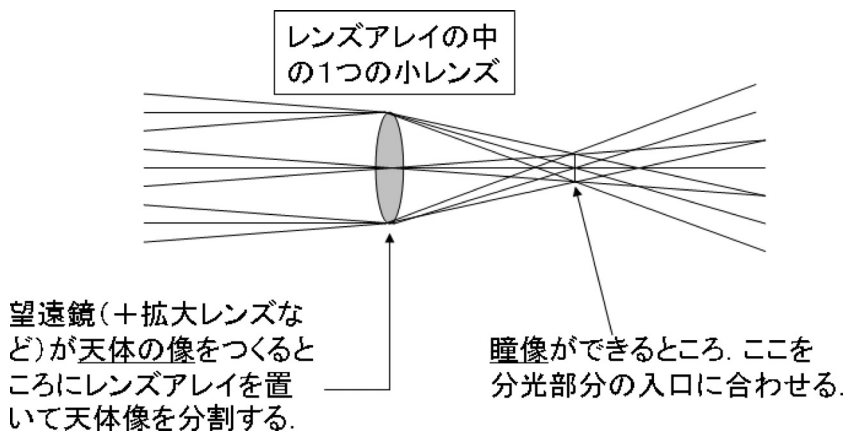 レンズアレイの中
の１つの小レンズ
望遠鏡(＋拡大レンズな
ど)が天体の像をつくると
ころにレンズアレイを置
いて天体像を分割する.
瞳像ができるところ. ここを
分光部分の入口に合わせる.